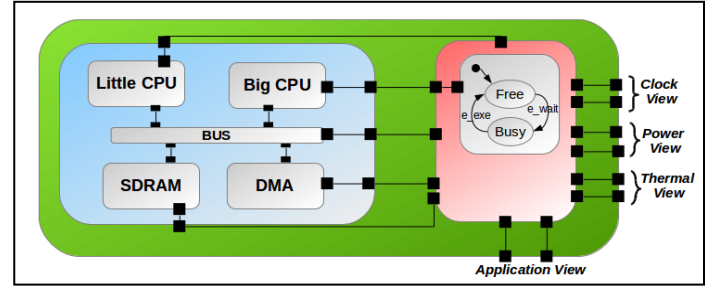 Little CPU
Big CPU
BUS
SDRAM
DMA
Free
e_exe
e_wait
Busy
Clock
View
Power
View
Thermal
View
Application View